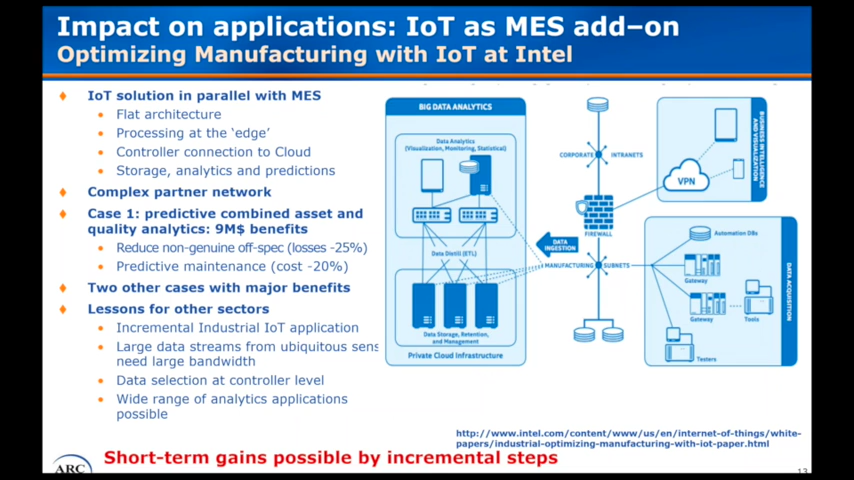 Impact on applications: IoT as MES add–on
Optimizing Manufacturing with IoT at Intel
IoT solution in parallel with MES
Flat architecture
Processing at the ‘edge’
Controller connection to Cloud
Storage, analytics and predictions
Complex partner network
Case 1: predictive combined asset and
quality analytics: 9M$ benefits
Reduce non-genuine off-spec (losses -25%)
Predictive maintenance (cost -20%)
Two other cases with major benefits
Lessons for other sectors
Incremental Industrial IoT application
Large data streams from ubiquitous sens
need large bandwidth
Data selection at controller level
Wide range of analytics applications
possible
BIG DATA ANALYTICS
Data Analytics
(Visualization, Monitoring, Statistical)
Data Distill (ETL)
Data Storage, Retention,
and Management
Private Cloud Infrastructure
CORPORATE
INTRANETS
FIREWALL
DATA
INGESTION
MANUFACTURING
SUBNETS
VPN
BUSINESS INTELLIGENCE
AND VISUALIZATION
Automation DBs
Gateway
Gateway
Tools
Testers
DATA ACQUISITION
http://www.intel.com/content/www/us/en/internet-of-things/white-
papers/industrial-optimizing-manufacturing-with-iot-paper.html
Short-term gains possible by incremental steps
ARC
13